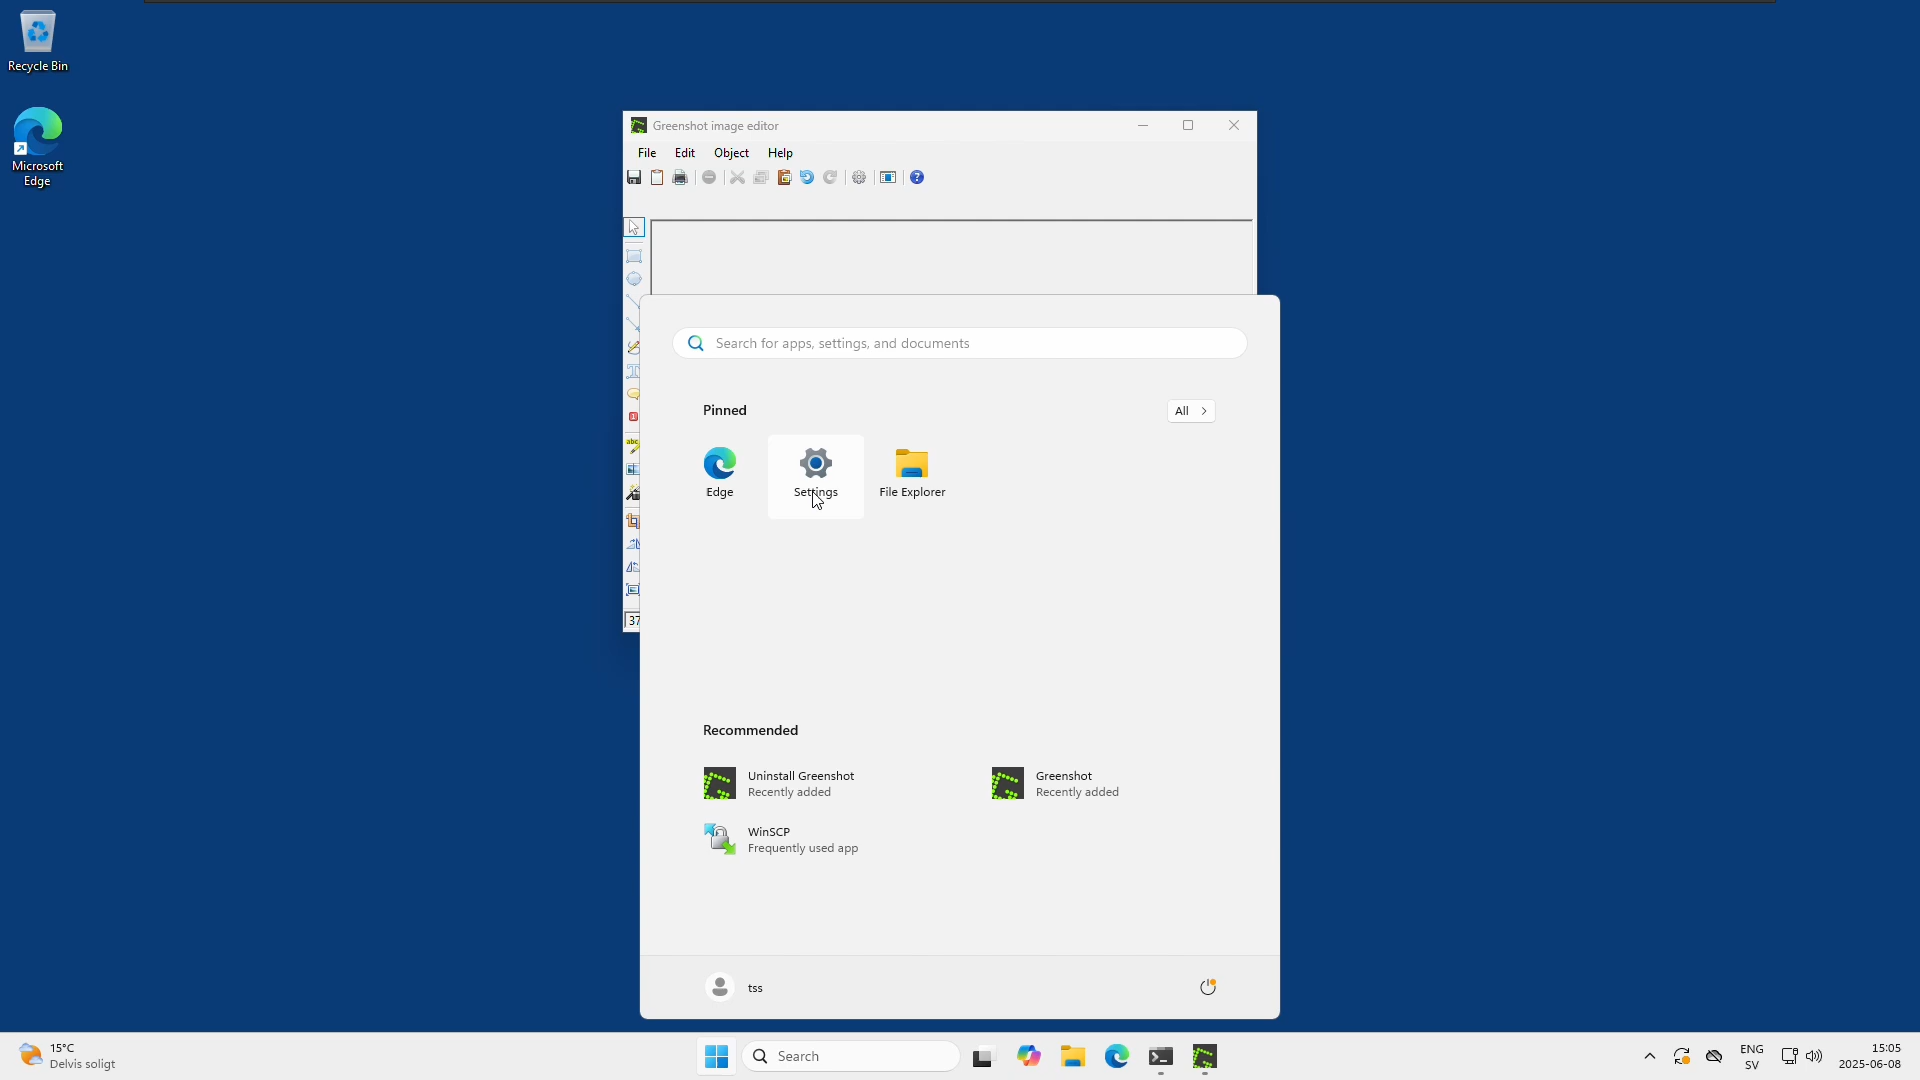 Recycle Bin
Microsoft
Edge
Greenshot image editor
File Edit Object Help
37
Search for apps, settings, and documents
Pinned
All
Edge
Settings
File Explorer
Recommended
Uninstall Greenshot
Recently added
Greenshot
Recently added
WinSCP
Frequently used app
tss
15°C
Delvis soligt
Search
ENG
SV
15:05
2025-06-08